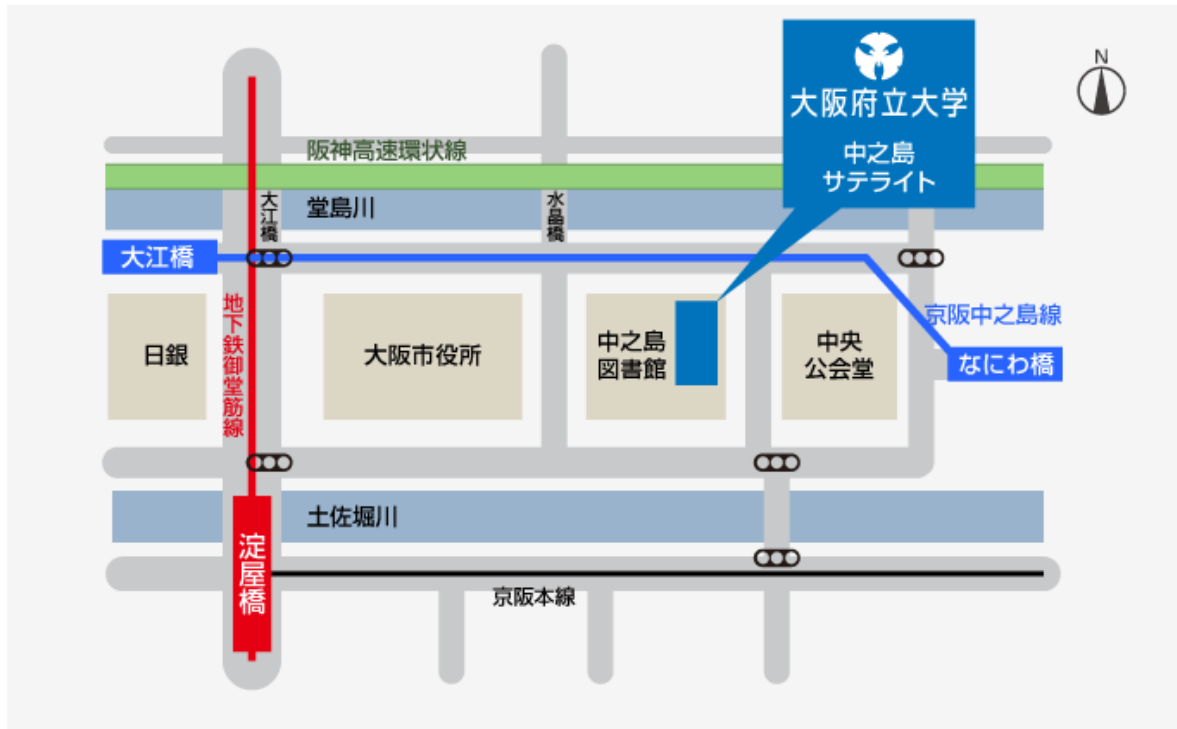 N
大阪府立大学
中之島
サテライト
阪神高速環状線
大江橋
堂島川
水晶橋
大江橋
地下鉄御堂筋線
京阪中之島線
なにわ橋
日銀
大阪市役所
中之島
図書館
中央
公会堂
土佐堀川
淀屋橋
京阪本線